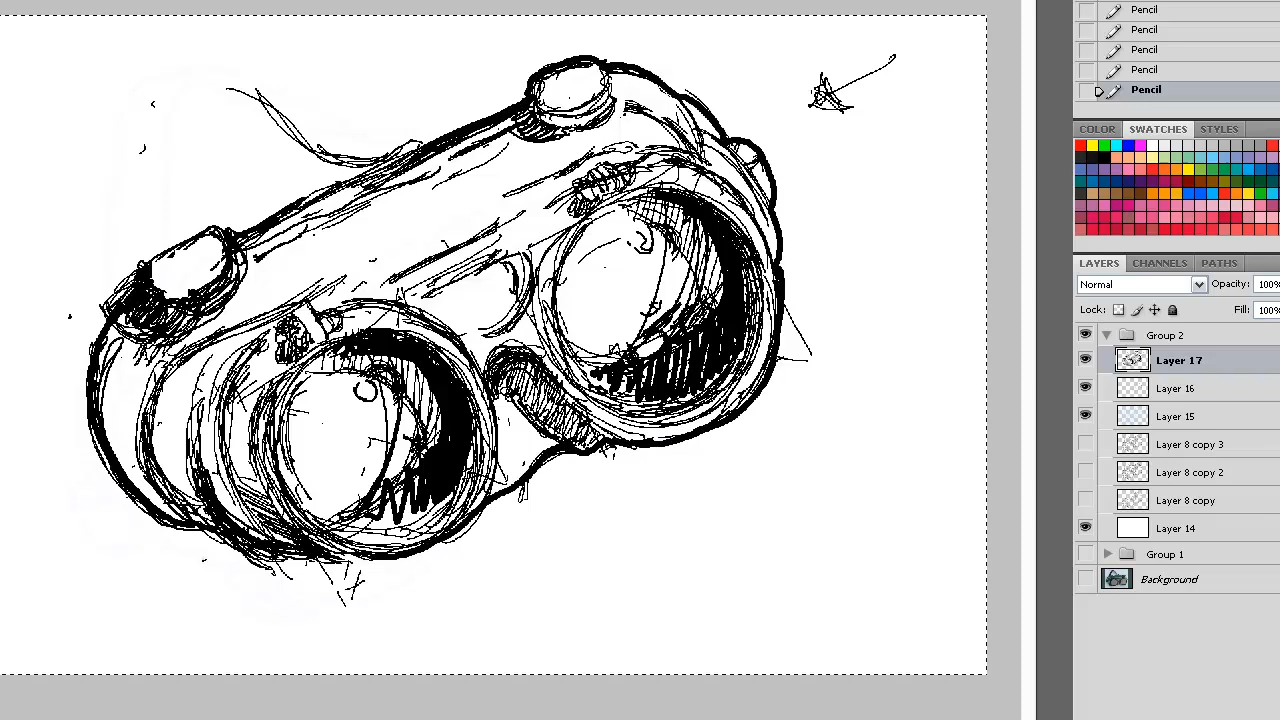 Pencil
Pencil
Pencil
Pencil
Pencil
COLOR SWATCHES STYLES
LAYERS CHANNELS PATHS
Normal Opacity: 100%
Lock: Fill: 100%
Group 2
Layer 17
Layer 16
Layer 15
Layer 8 copy 3
Layer 8 copy 2
Layer 8 copy
Layer 14
Group 1
Background